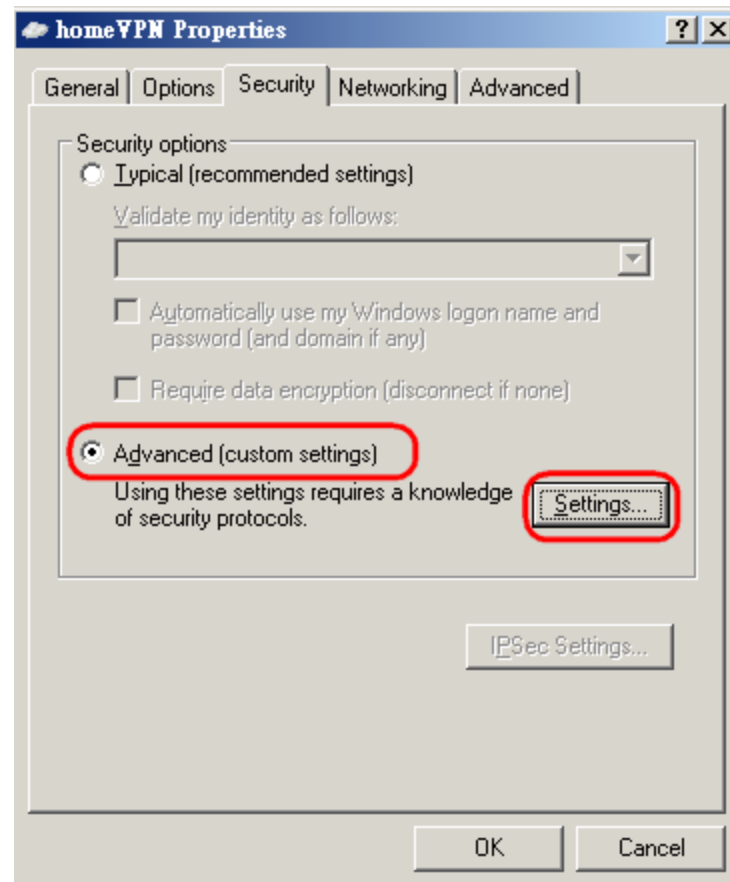 homeVPN Properties
General Options Security Networking Advanced
Security options
Typical (recommended settings)
Validate my identity as follows:
Automatically use my Windows logon name and
password (and domain if any)
Require data encryption (disconnect if none)
Advanced (custom settings)
Using these settings requires a knowledge
of security protocols.
Settings...
IPSec Settings...
OK Cancel